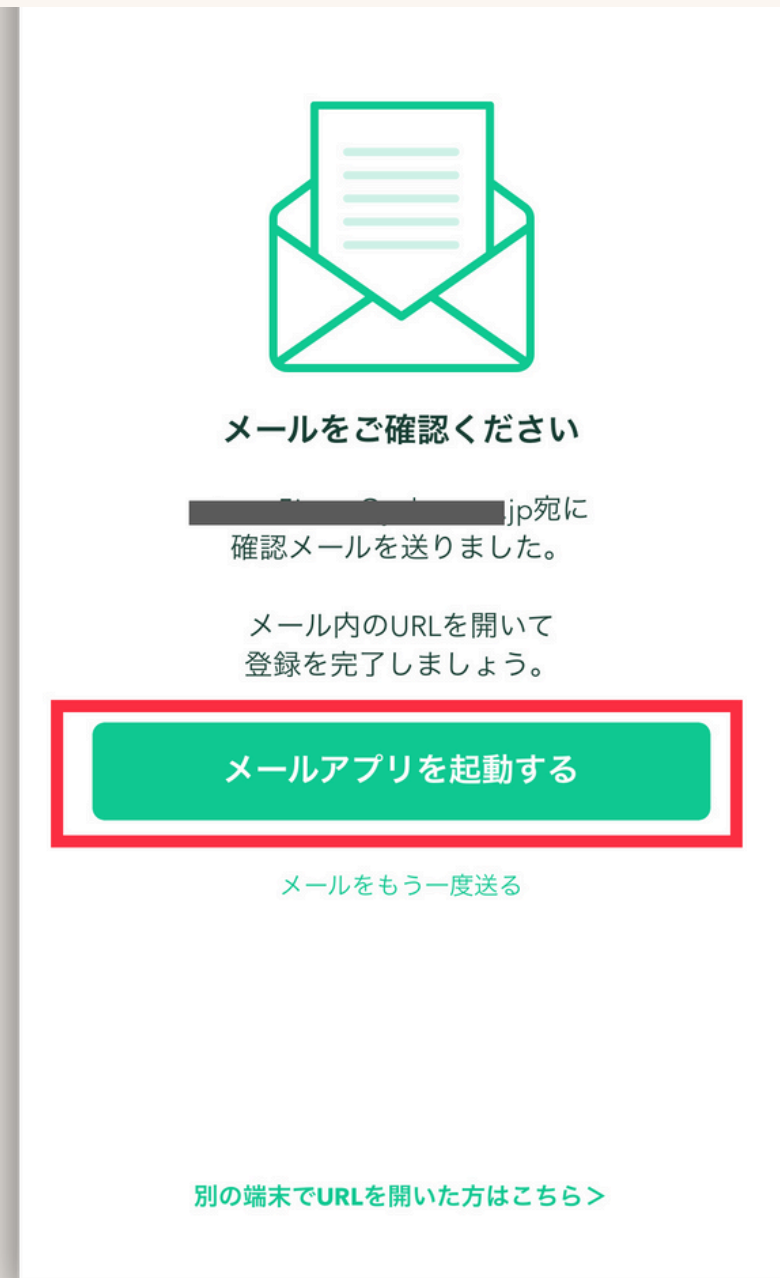 メールをご確認ください
.jp宛に
確認メールを送りました。
メール内のURLを開いて
登録を完了しましょう。
メールアプリを起動する
メールをもう一度送る
別の端末でURLを開いた方はこちら＞